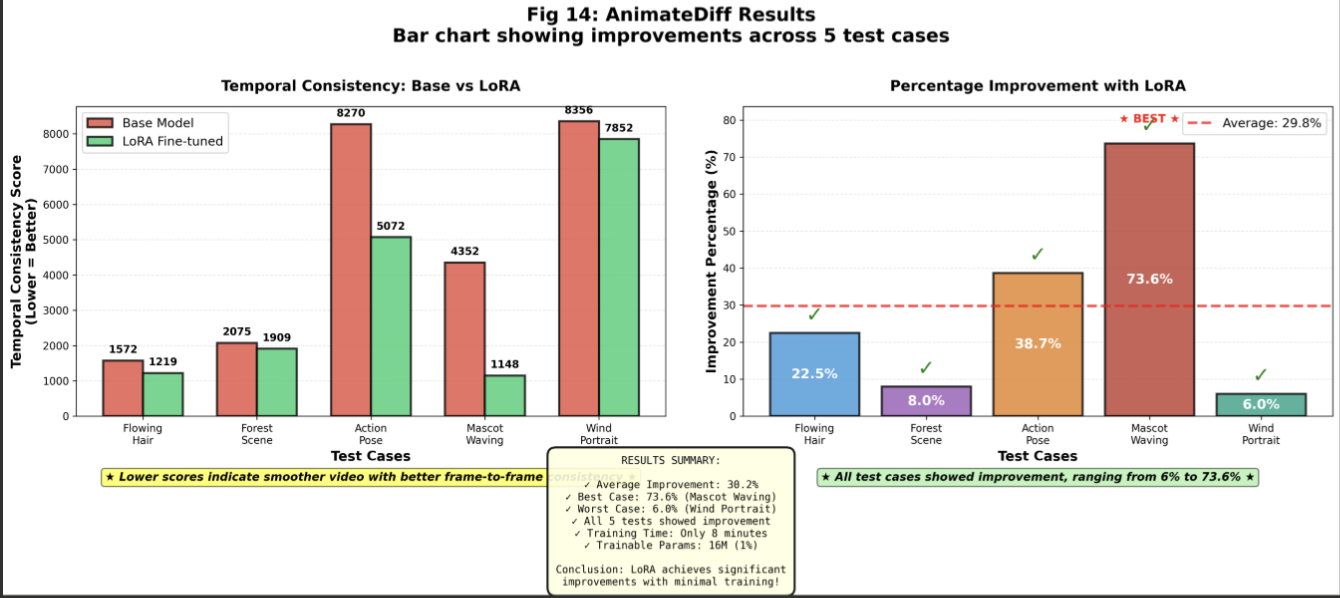 Fig 14: AnimateDiff Results
Bar chart showing improvements across 5 test cases
Temporal Consistency: Base vs LoRA
Temporal Consistency Score
(Lower = Better)
8000
7000
6000
5000
4000
3000
2000
1000
0
Base Model
LoRA Fine-tuned
1572
1219
2075
1909
8270
5072
4352
1148
8356
7852
Flowing
Hair
Forest
Scene
Action
Pose
Mascot
Waving
Wind
Portrait
Test Cases
★ Lower scores indicate smoother video with better frame-to-frame consistency ★
Percentage Improvement with LoRA
Improvement Percentage (%)
80
70
60
50
40
30
20
10
0
★ BEST ★
Average: 29.8%
✓
22.5%
✓
8.0%
✓
38.7%
✓
73.6%
✓
6.0%
Flowing
Hair
Forest
Scene
Action
Pose
Mascot
Waving
Wind
Portrait
Test Cases
★ All test cases showed improvement, ranging from 6% to 73.6% ★
RESULTS SUMMARY:
✓ Average Improvement: 30.2%
✓ Best Case: 73.6% (Mascot Waving)
✓ Worst Case: 6.0% (Wind Portrait)
✓ All 5 tests showed improvement
✓ Training Time: Only 8 minutes
✓ Trainable Params: 16M (1%)
Conclusion: LoRA achieves significant
improvements with minimal training!